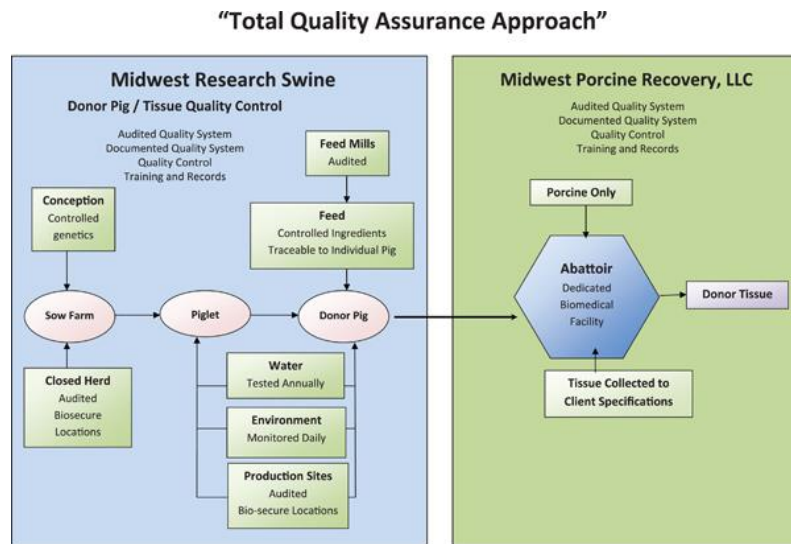 “Total Quality Assurance Approach”
Midwest Research Swine
Donor Pig / Tissue Quality Control
Audited Quality System
Documented Quality System
Quality Control
Training and Records
Feed Mills
Audited
Conception
Controlled
genetics
Feed
Controlled Ingredients
Traceable to Individual Pig
Sow Farm
Piglet
Donor Pig
Closed Herd
Audited
Biosecure
Locations
Water
Tested Annually
Environment
Monitored Daily
Production Sites
Audited
Bio-secure Locations
Midwest Porcine Recovery, LLC
Audited Quality System
Documented Quality System
Quality Control
Training and Records
Porcine Only
Abattoir
Dedicated
Biomedical
Facility
Donor Tissue
Tissue Collected to
Client Specifications